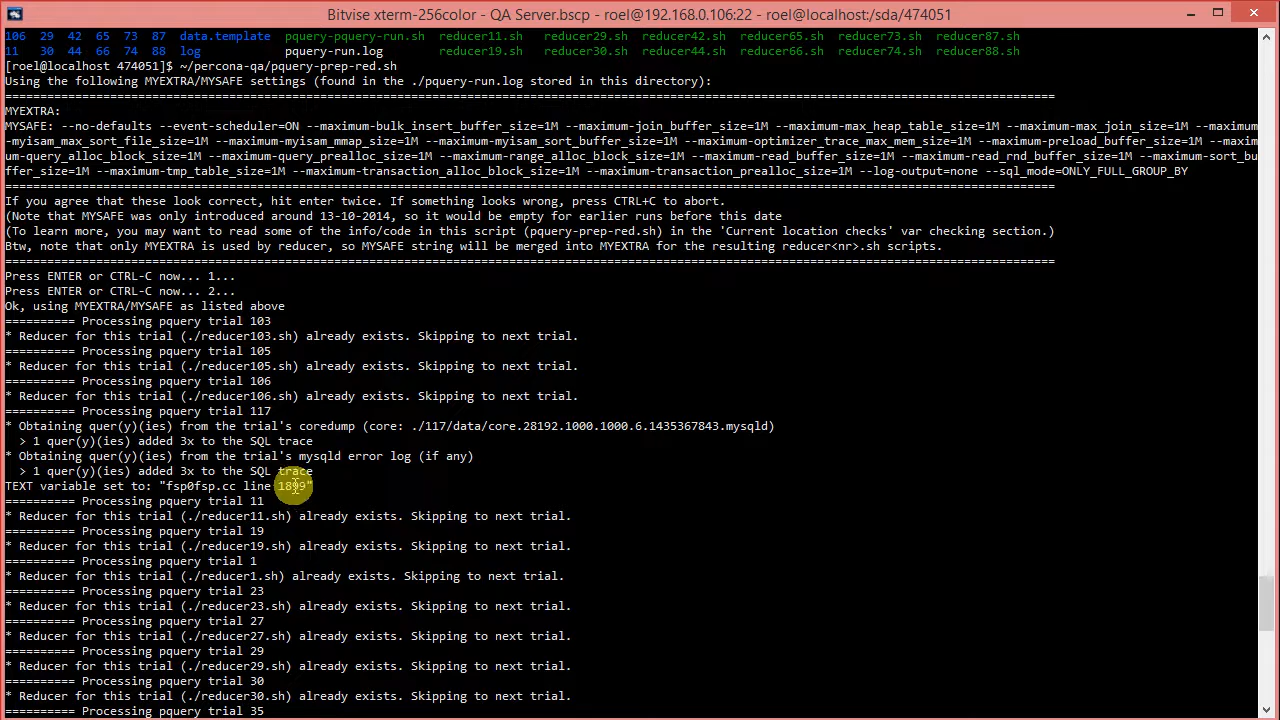 Bitvise xterm-256color - QA Server.bscp - roel@192.168.0.106:22 - roel@localhost:/sda/474051
106 29 42 65 73 87 data.template pquery-pquery-run.sh reducer11.sh reducer29.sh reducer42.sh reducer65.sh reducer73.sh reducer87.sh
11 30 44 66 74 88 log pquery-run.log reducer19.sh reducer30.sh reducer44.sh reducer66.sh reducer74.sh reducer88.sh
[roel@localhost 474051]$ ~/percona-qa/pquery-prep-red.sh
Using the following MYEXTRA/MYSAFE settings (found in the ./pquery-run.log stored in this directory):
======================================================================================================================================================
MYEXTRA:
MYSAFE: --no-defaults --event-scheduler=ON --maximum-bulk_insert_buffer_size=1M --maximum-join_buffer_size=1M --maximum-max_heap_table_size=1M --maximum-max_join_size=1M --maximum
-myisam_max_sort_file_size=1M --maximum-myisam_mmap_size=1M --maximum-myisam_sort_buffer_size=1M --maximum-optimizer_trace_max_mem_size=1M --maximum-preload_buffer_size=1M --maxim
um-query_alloc_block_size=1M --maximum-query_prealloc_size=1M --maximum-range_alloc_block_size=1M --maximum-read_buffer_size=1M --maximum-read_rnd_buffer_size=1M --maximum-sort_bu
ffer_size=1M --maximum-tmp_table_size=1M --maximum-transaction_alloc_block_size=1M --maximum-transaction_prealloc_size=1M --log-output=none --sql_mode=ONLY_FULL_GROUP_BY
======================================================================================================================================================
If you agree that these look correct, hit enter twice. If something looks wrong, press CTRL+C to abort.
(Note that MYSAFE was only introduced around 13-10-2014, so it would be empty for earlier runs before this date
(To learn more, you may want to read some of the info/code in this script (pquery-prep-red.sh) in the 'Current location checks' var checking section.)
Btw, note that only MYEXTRA is used by reducer, so MYSAFE string will be merged into MYEXTRA for the resulting reducer<nr>.sh scripts.
======================================================================================================================================================
Press ENTER or CTRL-C now... 1...
Press ENTER or CTRL-C now... 2...
Ok, using MYEXTRA/MYSAFE as listed above
========== Processing pquery trial 103
* Reducer for this trial (./reducer103.sh) already exists. Skipping to next trial.
========== Processing pquery trial 105
* Reducer for this trial (./reducer105.sh) already exists. Skipping to next trial.
========== Processing pquery trial 106
* Reducer for this trial (./reducer106.sh) already exists. Skipping to next trial.
========== Processing pquery trial 117
* Obtaining quer(y)(ies) from the trial's coredump (core: ./117/data/core.28192.1000.1000.6.1435367843.mysqld)
> 1 quer(y)(ies) added 3x to the SQL trace
* Obtaining quer(y)(ies) from the trial's mysqld error log (if any)
> 1 quer(y)(ies) added 3x to the SQL trace
TEXT variable set to: "fsp0fsp.cc line 1899"
========== Processing pquery trial 11
* Reducer for this trial (./reducer11.sh) already exists. Skipping to next trial.
========== Processing pquery trial 19
* Reducer for this trial (./reducer19.sh) already exists. Skipping to next trial.
========== Processing pquery trial 1
* Reducer for this trial (./reducer1.sh) already exists. Skipping to next trial.
========== Processing pquery trial 23
* Reducer for this trial (./reducer23.sh) already exists. Skipping to next trial.
========== Processing pquery trial 27
* Reducer for this trial (./reducer27.sh) already exists. Skipping to next trial.
========== Processing pquery trial 29
* Reducer for this trial (./reducer29.sh) already exists. Skipping to next trial.
========== Processing pquery trial 30
* Reducer for this trial (./reducer30.sh) already exists. Skipping to next trial.
========== Processing pquery trial 35